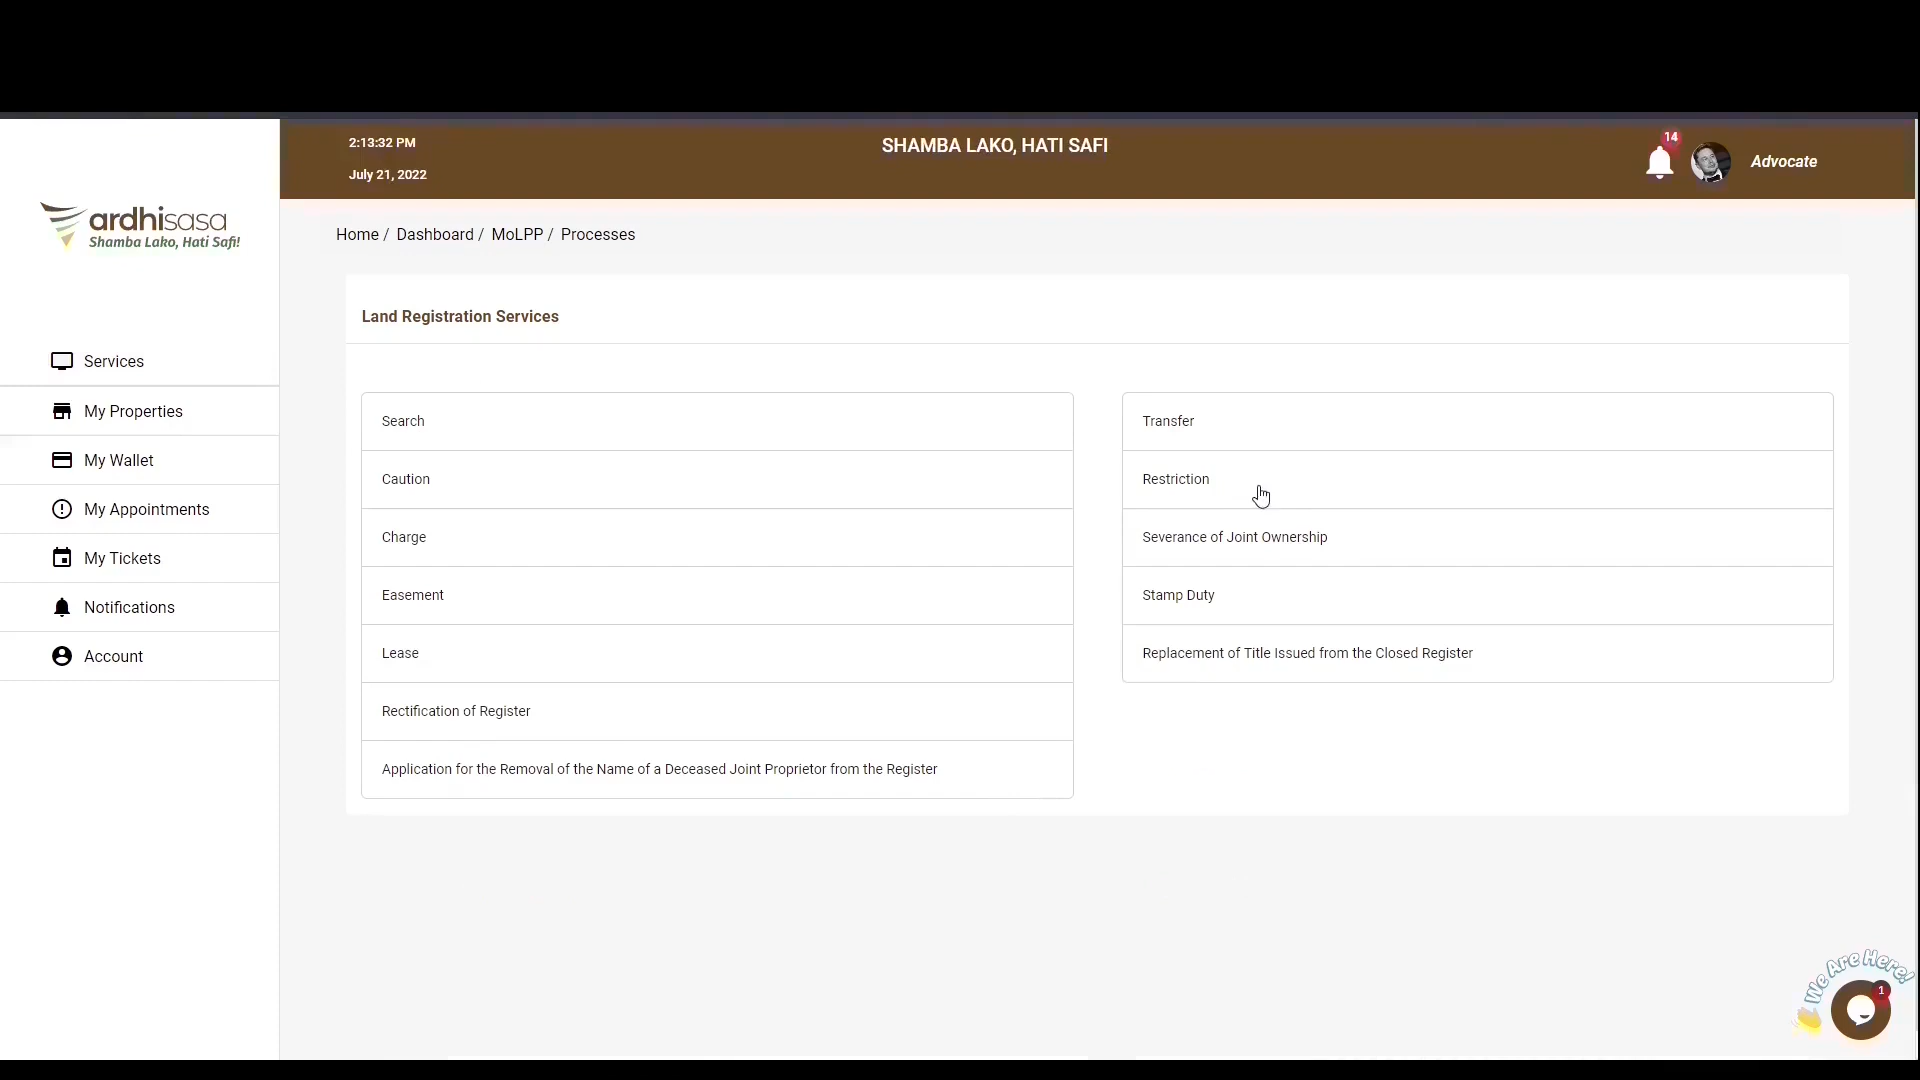 2:13:32 PM
July 21, 2022
SHAMBA LAKO, HATI SAFI
14
Advocate
ardhisasa
Shamba Lako, Hati Safi!
Home / Dashboard / MoLPP / Processes
Land Registration Services
Services
My Properties
My Wallet
My Appointments
My Tickets
Notifications
Account
Search
Caution
Charge
Easement
Lease
Rectification of Register
Application for the Removal of the Name of a Deceased Joint Proprietor from the Register
Transfer
Restriction
Severance of Joint Ownership
Stamp Duty
Replacement of Title Issued from the Closed Register
We Are Here!
1